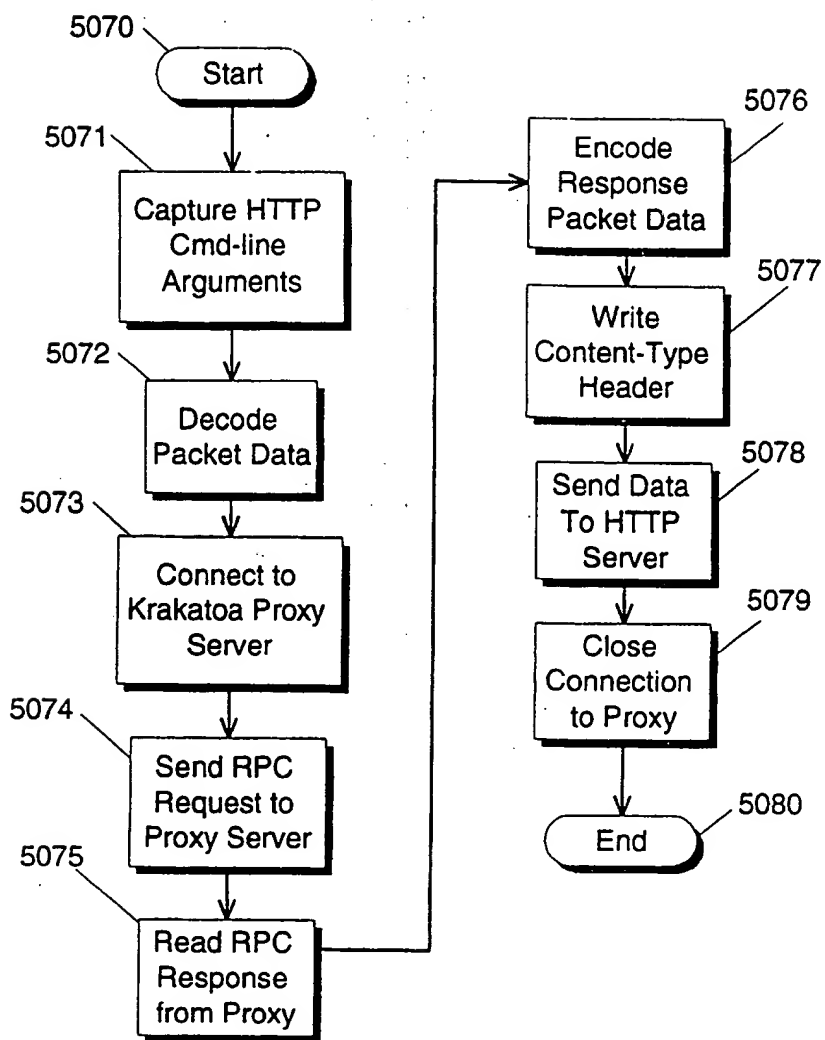 5070
Start
5071
Capture HTTP
Cmd-line
Arguments
5072
Decode
Packet Data
5073
Connect to
Krakatoa Proxy
Server
5074
Send RPC
Request to
Proxy Server
5075
Read RPC
Response
from Proxy
5076
Encode
Response
Packet Data
5077
Write
Content-Type
Header
5078
Send Data
To HTTP
Server
5079
Close
Connection
to Proxy
5080
End